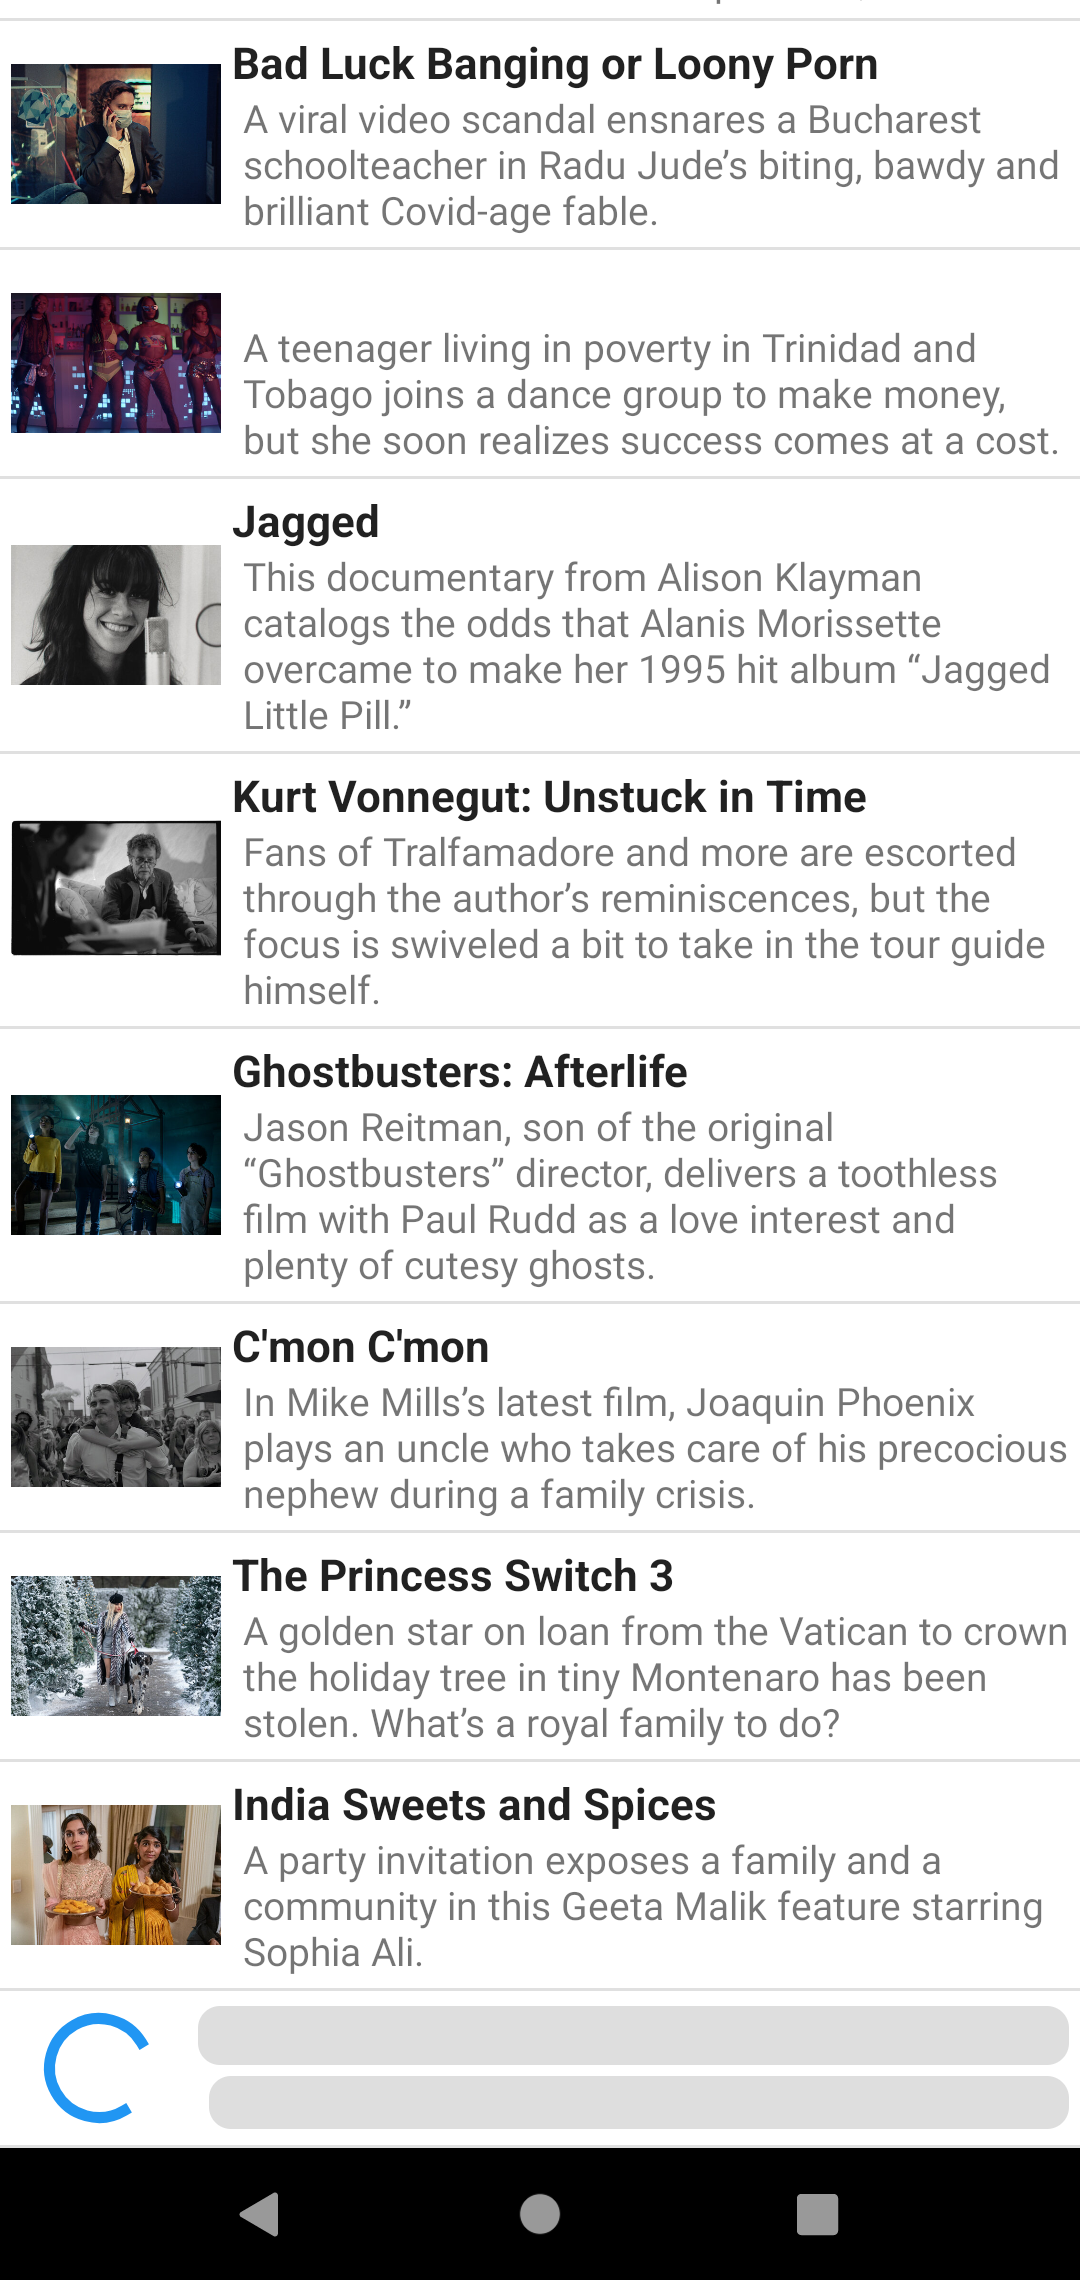 Bad Luck Banging or Loony Porn
A viral video scandal ensnares a Bucharest
schoolteacher in Radu Jude’s biting, bawdy and
brilliant Covid-age fable.
A teenager living in poverty in Trinidad and
Tobago joins a dance group to make money,
but she soon realizes success comes at a cost.
Jagged
This documentary from Alison Klayman
catalogs the odds that Alanis Morissette
overcame to make her 1995 hit album “Jagged
Little Pill.”
Kurt Vonnegut: Unstuck in Time
Fans of Tralfamadore and more are escorted
through the author’s reminiscences, but the
focus is swiveled a bit to take in the tour guide
himself.
Ghostbusters: Afterlife
Jason Reitman, son of the original
“Ghostbusters” director, delivers a toothless
film with Paul Rudd as a love interest and
plenty of cutesy ghosts.
C'mon C'mon
In Mike Mills’s latest film, Joaquin Phoenix
plays an uncle who takes care of his precocious
nephew during a family crisis.
The Princess Switch 3
A golden star on loan from the Vatican to crown
the holiday tree in tiny Montenaro has been
stolen. What’s a royal family to do?
India Sweets and Spices
A party invitation exposes a family and a
community in this Geeta Malik feature starring
Sophia Ali.